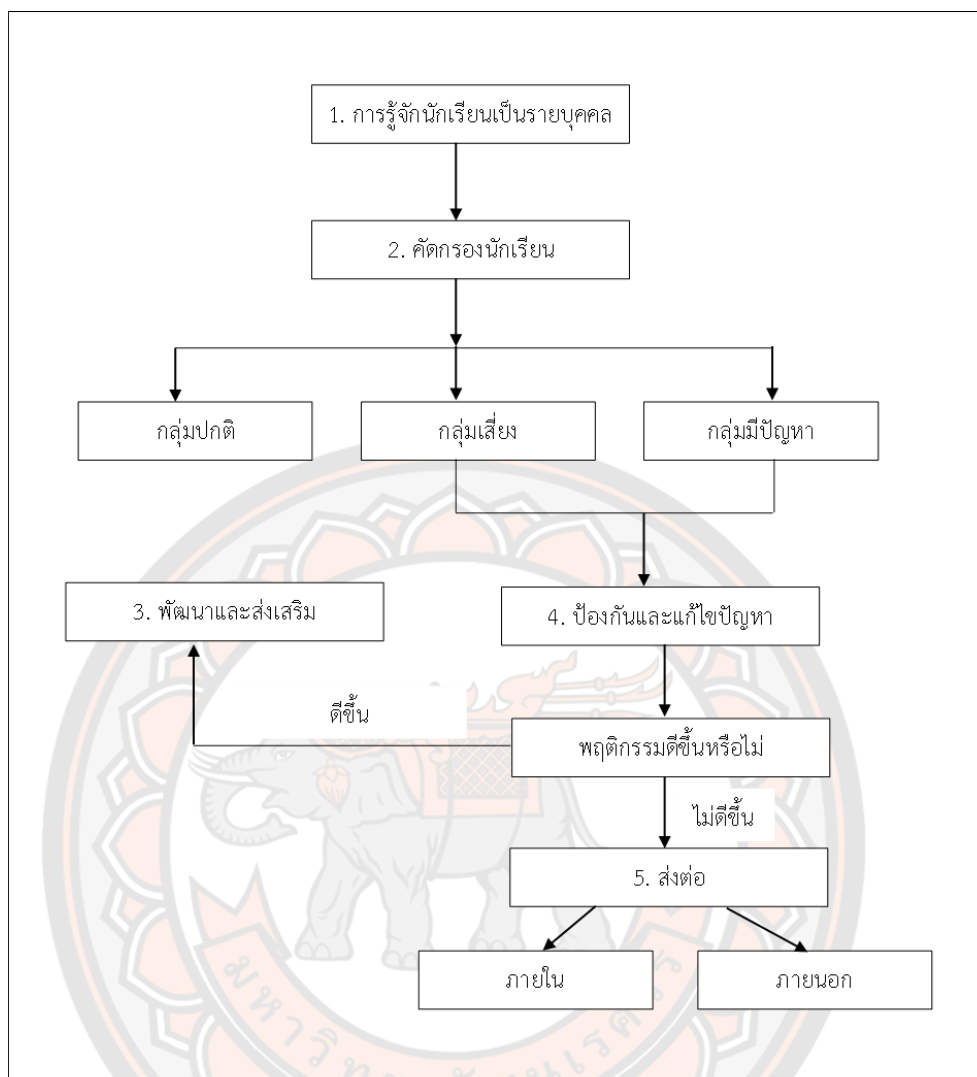 1. การรู้จักนักเรียนเป็นรายบุคคล
2. คัดกรองนักเรียน
กลุ่มปกติ
กลุ่มเสี่ยง
กลุ่มมีปัญหา
3. พัฒนาและส่งเสริม
4. ป้องกันและแก้ไขปัญหา
ดีขึ้น
พฤติกรรมดีขึ้นหรือไม่
ไม่ดีขึ้น
5. ส่งต่อ
ภายใน
ภายนอก